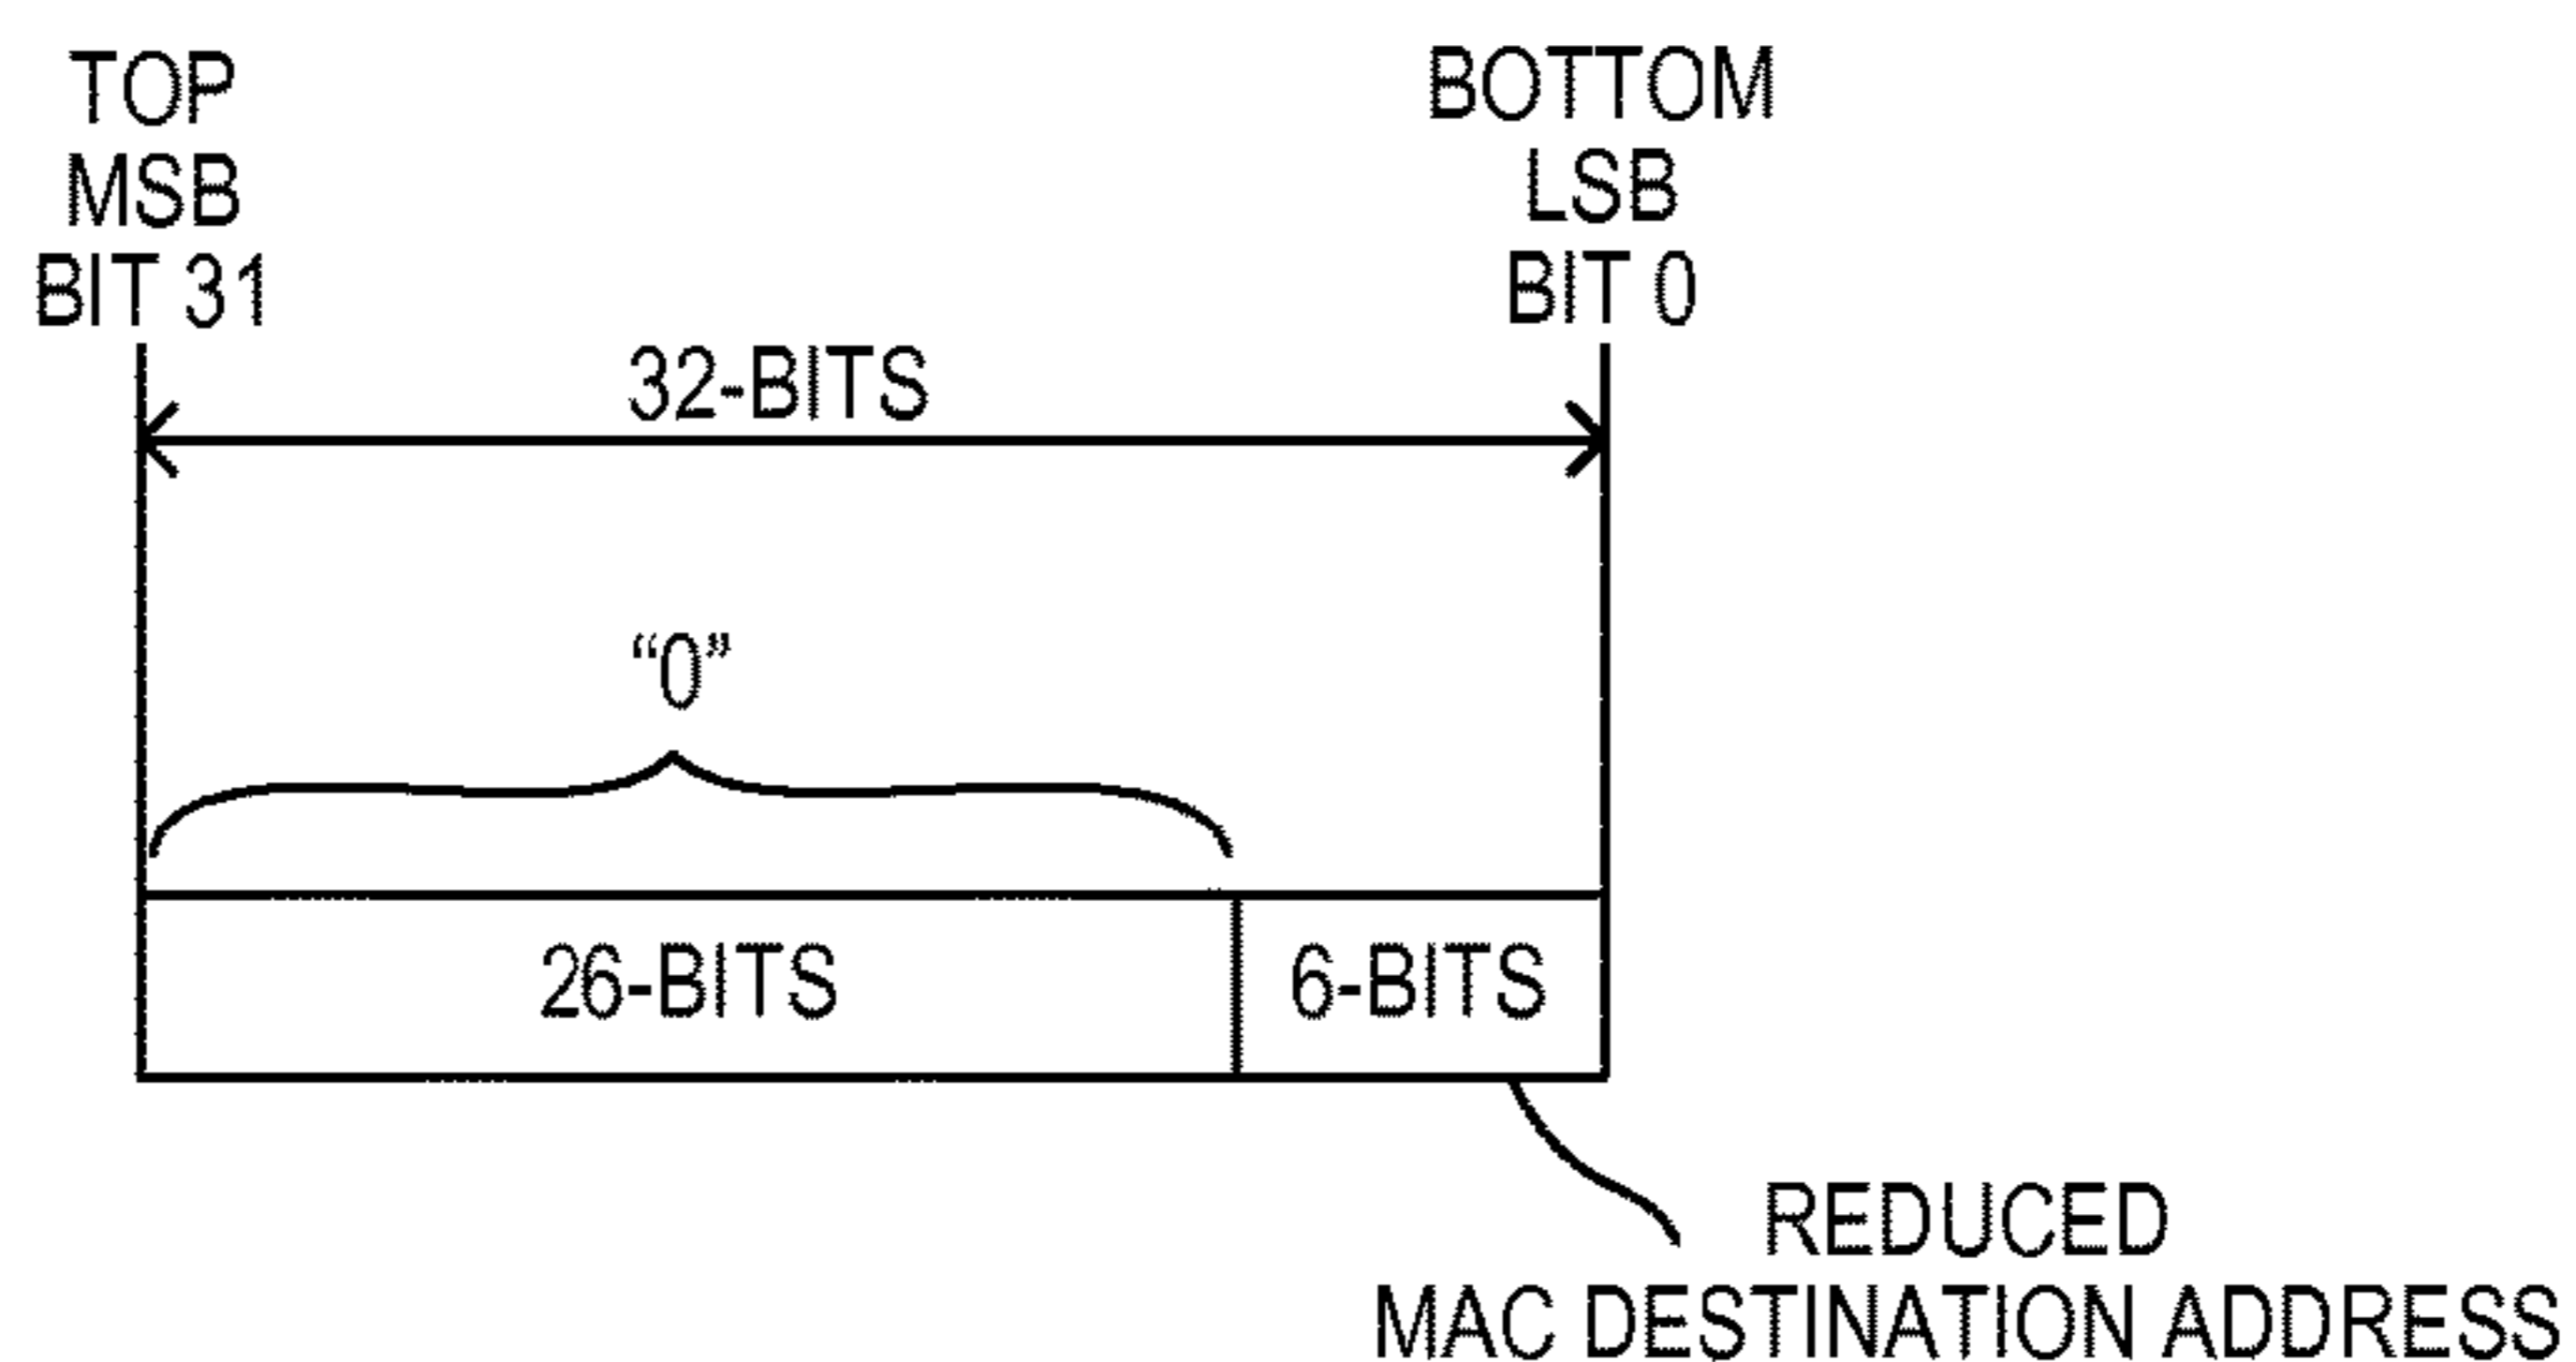 TOP
MSB
BIT 31
BOTTOM
LSB
BIT 0
32-BITS
“0”
26-BITS
6-BITS
REDUCED
MAC DESTINATION ADDRESS